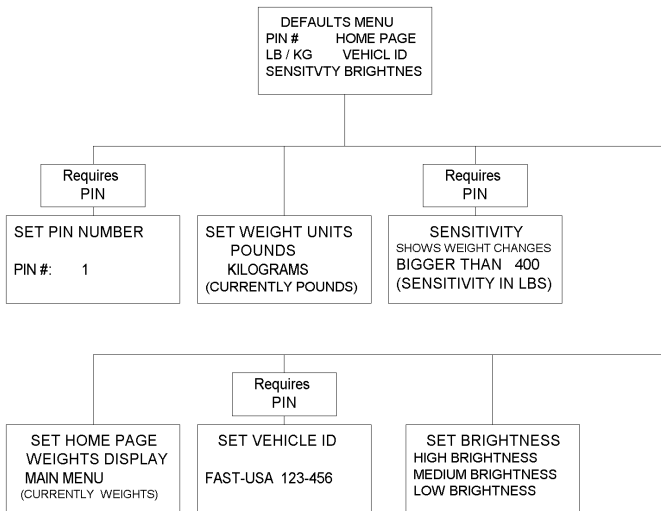 DEFAULTS MENU
PIN # HOME PAGE
LB / KG VEHICL ID
SENSITVTY BRIGHTNES
Requires
PIN
Requires
PIN
SET PIN NUMBER
PIN #: 1
SET WEIGHT UNITS
POUNDS
KILOGRAMS
(CURRENTLY POUNDS)
SENSITIVITY
SHOWS WEIGHT CHANGES
BIGGER THAN 400
(SENSITIVITY IN LBS)
Requires
PIN
SET HOME PAGE
WEIGHTS DISPLAY
MAIN MENU
(CURRENTLY WEIGHTS)
SET VEHICLE ID
FAST-USA 123-456
SET BRIGHTNESS
HIGH BRIGHTNESS
MEDIUM BRIGHTNESS
LOW BRIGHTNESS